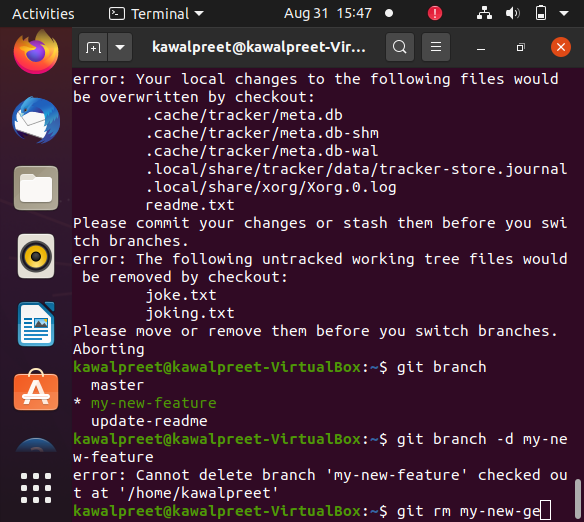 Activities Terminal Aug 31 15:47
kawalpreet@kawalpreet-Vir...
error: Your local changes to the following files would
be overwritten by checkout:
.cache/tracker/meta.db
.cache/tracker/meta.db-shm
.cache/tracker/meta.db-wal
.local/share/tracker/data/tracker-store.journal
.local/share/xorg/Xorg.0.log
readme.txt
Please commit your changes or stash them before you swi
tch branches.
error: The following untracked working tree files would
be removed by checkout:
joke.txt
joking.txt
Please move or remove them before you switch branches.
Aborting
kawalpreet@kawalpreet-VirtualBox:~$ git branch
master
* my-new-feature
update-readme
kawalpreet@kawalpreet-VirtualBox:~$ git branch -d my-ne
w-feature
error: Cannot delete branch 'my-new-feature' checked ou
t at '/home/kawalpreet'
kawalpreet@kawalpreet-VirtualBox:~$ git rm my-new-ge